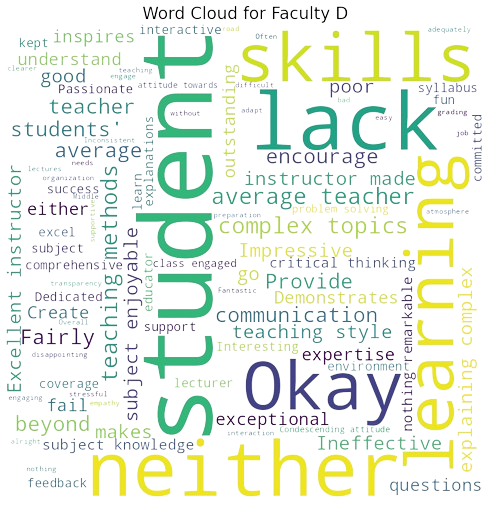 Word Cloud for Faculty D
interactive
road
Often
adequately
kept
inspires
clearer
teaching
engage
understand
skills
good
Passionate
attitude towards
difficult
bad
poor
syllabus
fun
teacher
students'
without
adapt
easy
grading
job
lack
outstanding
average
Inconsistent
explanations
encourage
committed
lectures
needs
organization
success
Middle
learn
instructor made
average teacher
either
supporting
student
problem solving
atmosphere
preparation
excel
complex topics
subject
transparency
Impressive
comprehensive
class engaged
go
critical thinking
Dedicated
Overall
educator
Fantastic
Provide
Demonstrates
Create
communication
support
teaching style
Fairly
disappointing
Interesting
expertise
environment
Excellent instructor
teaching methods
subject enjoyable
nothing remarkable
learning
explaining complex
coverage
stressful
lecturer
Okay
engaging
empathy
fail
exceptional
beyond
makes
interaction
Condescending attitude
alright
subject knowledge
Ineffective
neither
nothing
feedback
questions